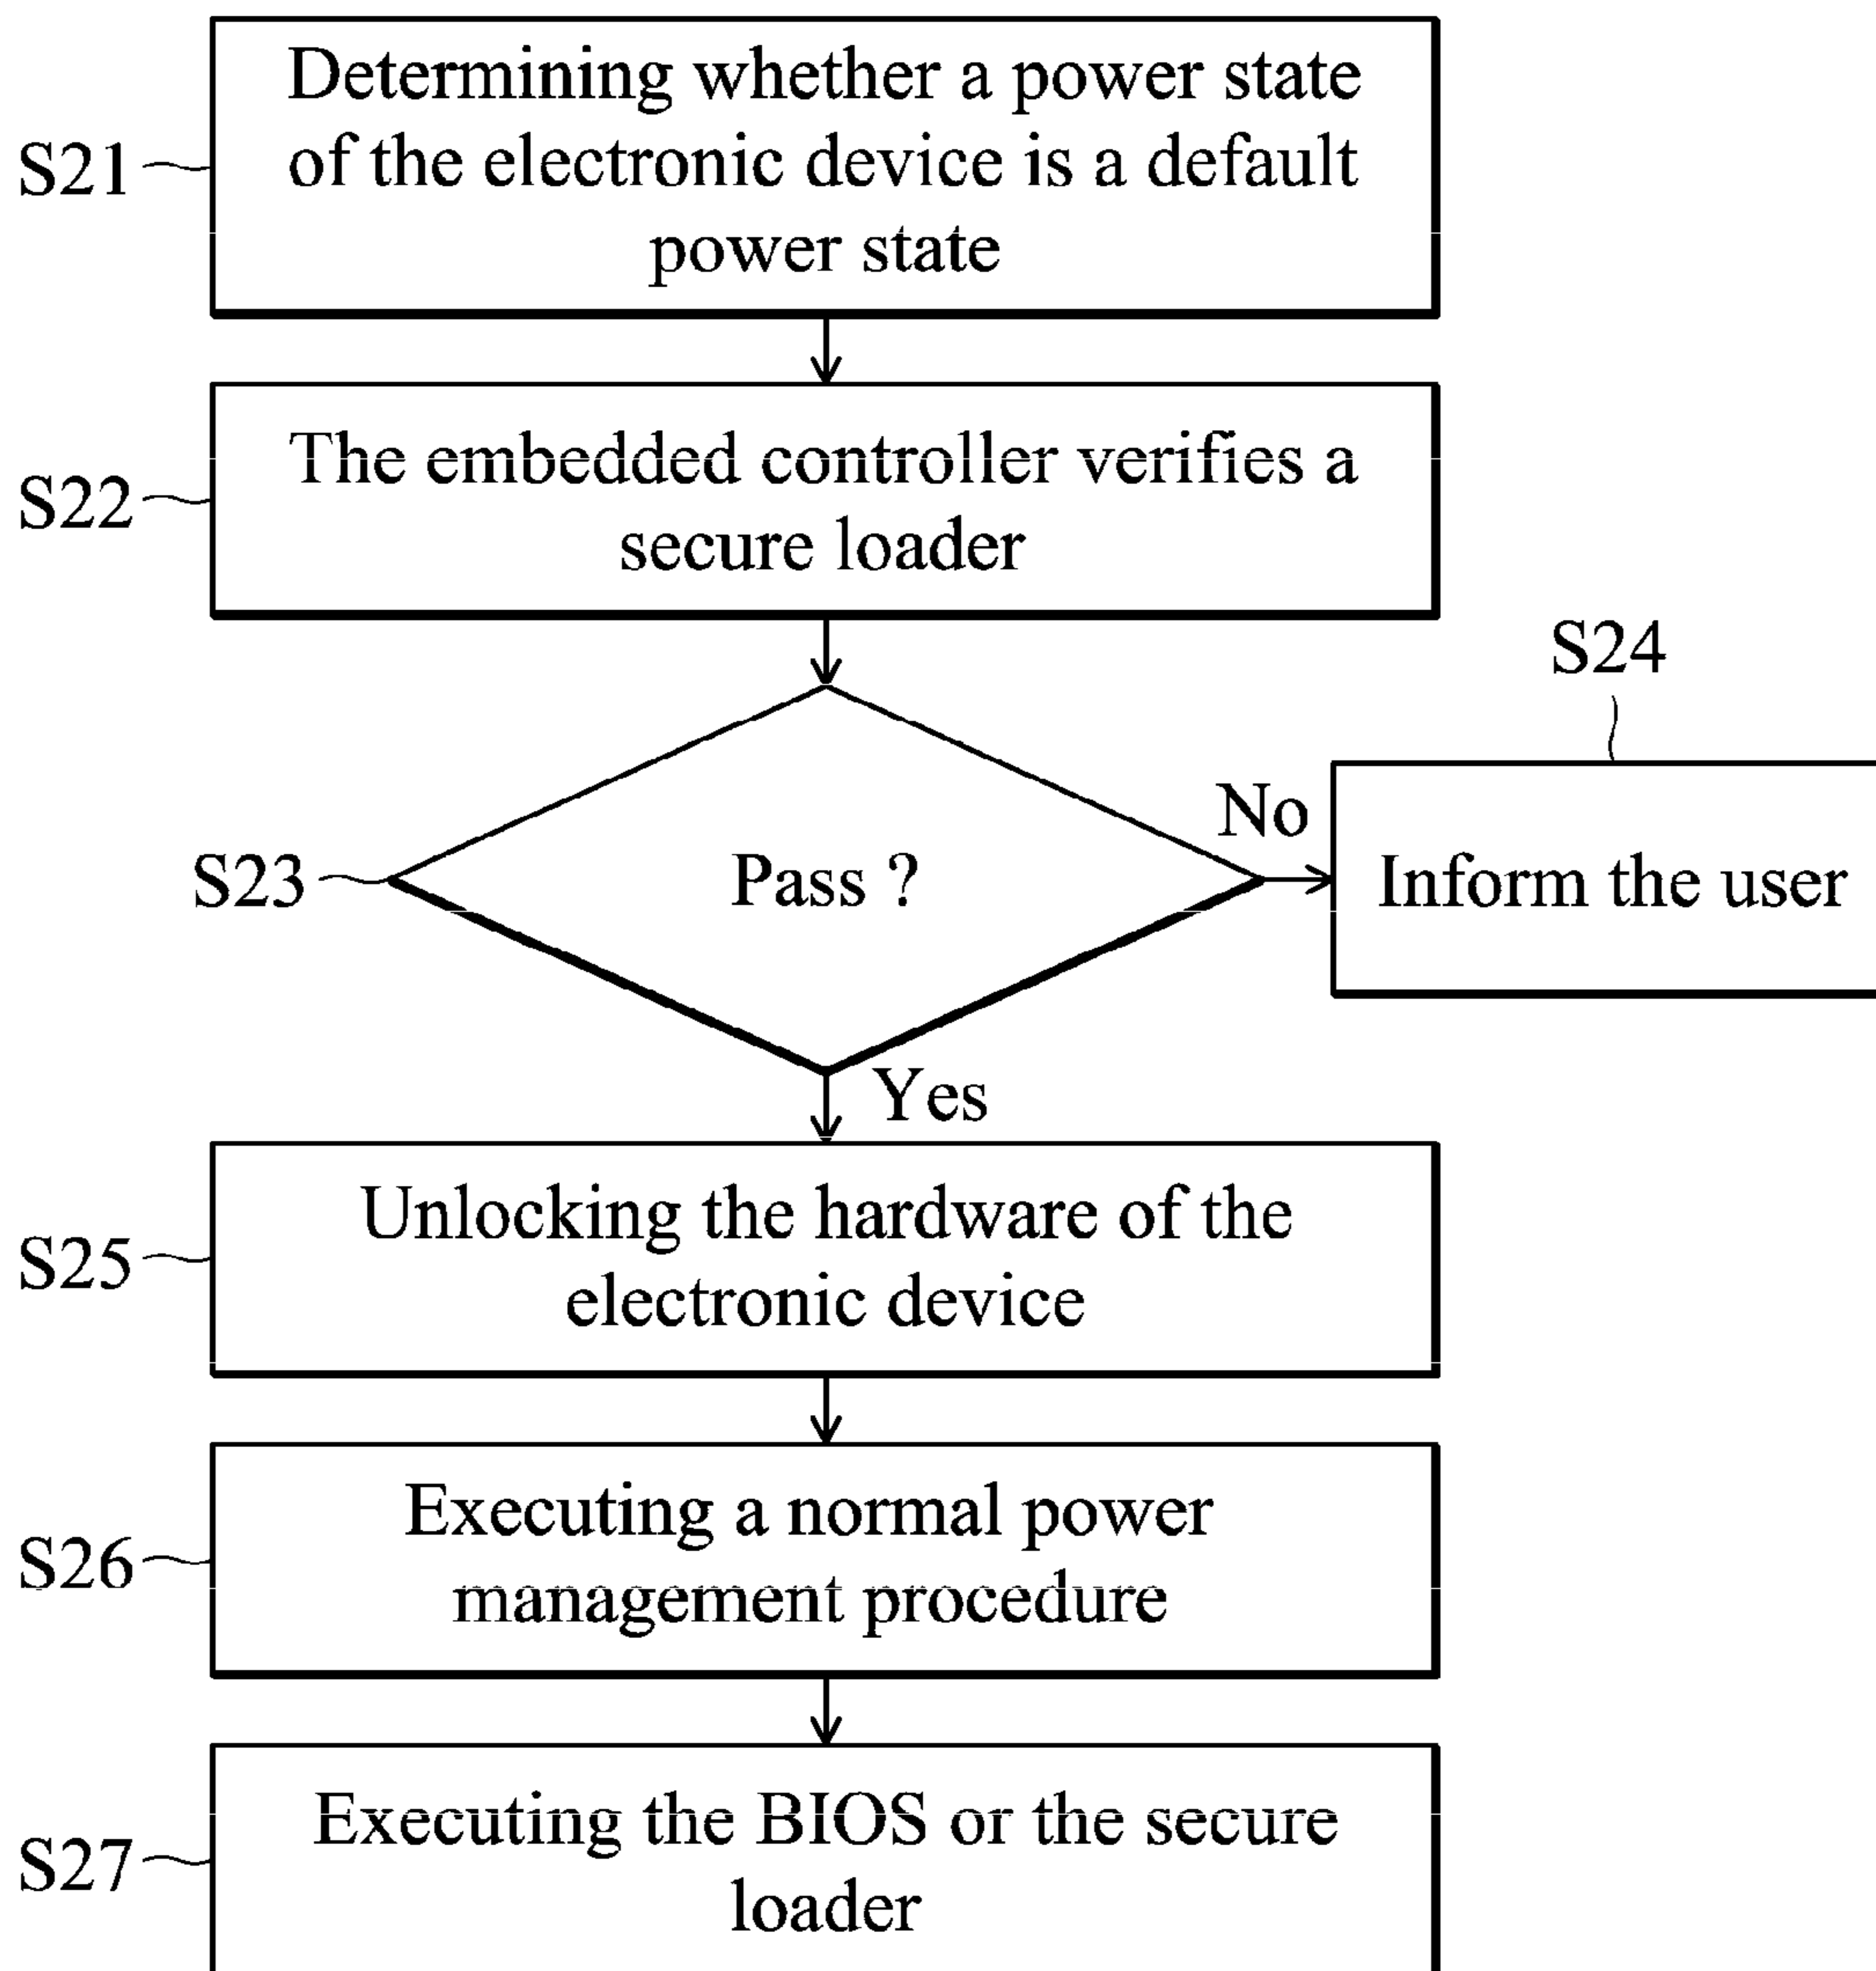 S21
Determining whether a power state
of the electronic device is a default
power state
S22
The embedded controller verifies a
secure loader
S23
Pass ?
No
S24
Inform the user
Yes
S25
Unlocking the hardware of the
electronic device
S26
Executing a normal power
management procedure
S27
Executing the BIOS or the secure
loader